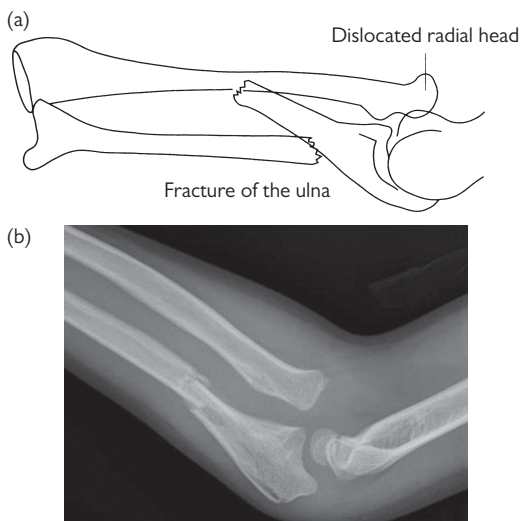 (a)
Dislocated radial head
Fracture of the ulna
(b)